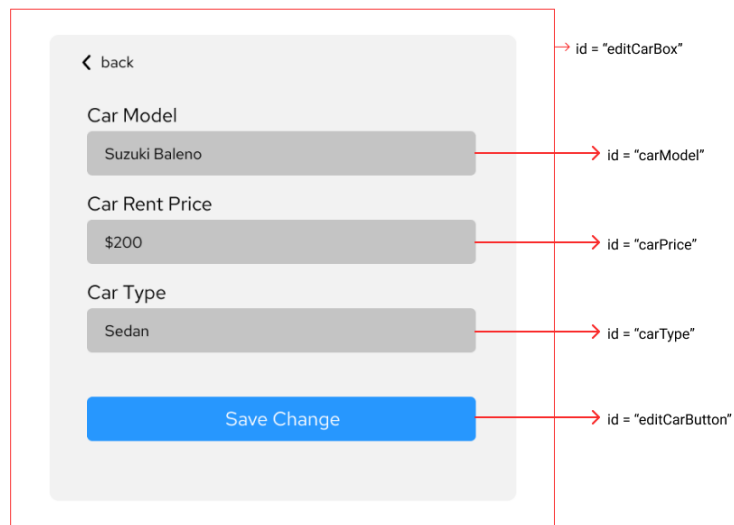 back
id = “editCarBox”
Car Model
Suzuki Baleno
id = “carModel”
Car Rent Price
$200
id = “carPrice”
Car Type
Sedan
id = “carType”
Save Change
id = “editCarButton”